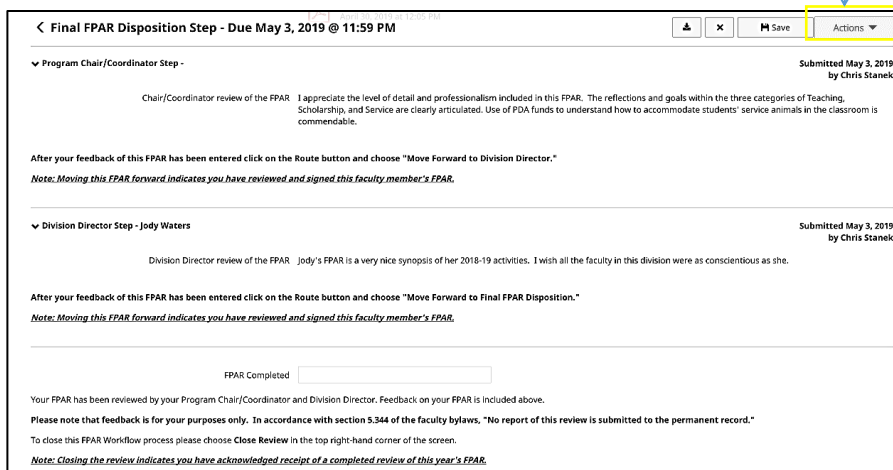 April 30, 2019 at 12:05 PM
Final FPAR Disposition Step - Due May 3, 2019 @ 11:59 PM
Save
Actions
Program Chair/Coordinator Step -
Submitted May 3, 2019
by Chris Stanek
Chair/Coordinator review of the FPAR I appreciate the level of detail and professionalism included in this FPAR. The reflections and goals within the three categories of Teaching,
Scholarship, and Service are clearly articulated. Use of PDA funds to understand how to accommodate students' service animals in the classroom is
commendable.
After your feedback of this FPAR has been entered click on the Route button and choose "Move Forward to Division Director."
Note: Moving this FPAR forward indicates you have reviewed and signed this faculty member's FPAR.
Division Director Step - Jody Waters
Submitted May 3, 2019
by Chris Stanek
Division Director review of the FPAR Jody's FPAR is a very nice synopsis of her 2018-19 activities. I wish all the faculty in this division were as conscientious as she.
After your feedback of this FPAR has been entered click on the Route button and choose "Move Forward to Final FPAR Disposition."
Note: Moving this FPAR forward indicates you have reviewed and signed this faculty member's FPAR.
FPAR Completed
Your FPAR has been reviewed by your Program Chair/Coordinator and Division Director. Feedback on your FPAR is included above.
Please note that feedback is for your purposes only. In accordance with section 5.344 of the faculty bylaws, "No report of this review is submitted to the permanent record."
To close this FPAR Workflow process please choose Close Review in the top right-hand corner of the screen.
Note: Closing the review indicates you have acknowledged receipt of a completed review of this year's FPAR.